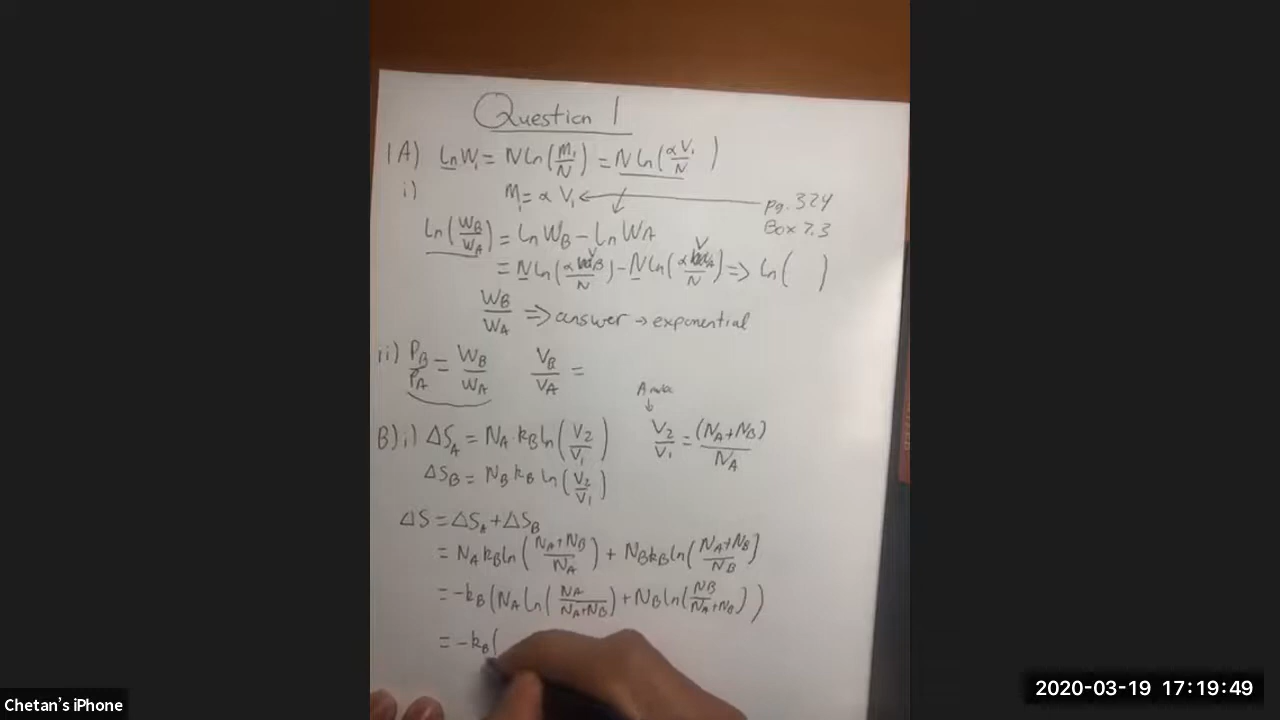 Question 1
1A) ln W₁ = N ln(M₁/N) = N ln(αV₁/N )
i) M₁ = α V₁ ← pg. 324
Box 7.3
ln(W_B/W_A) = ln W_B − ln W_A
= N ln(αV_B/N) − N ln(αV_A/N) => ln( )
W_B/W_A => answer → exponential
ii) P_B/P_A = W_B/W_A V_B/V_A =
B) i) ΔS_A = N_A · k_B ln(V₂/V₁) V₂/V₁ = (N_A+N_B)/N_A
ΔS_B = N_B k_B ln(V₂/V₁)
ΔS = ΔS_A + ΔS_B
= N_A k_B ln(N_A+N_B/N_A) + N_B k_B ln(N_A+N_B/N_B)
= −k_B(N_A ln(N_A/N_A+N_B) + N_B ln(N_B/N_A+N_B))
= −k_B(
Chetan's iPhone
2020-03-19 17:19:49